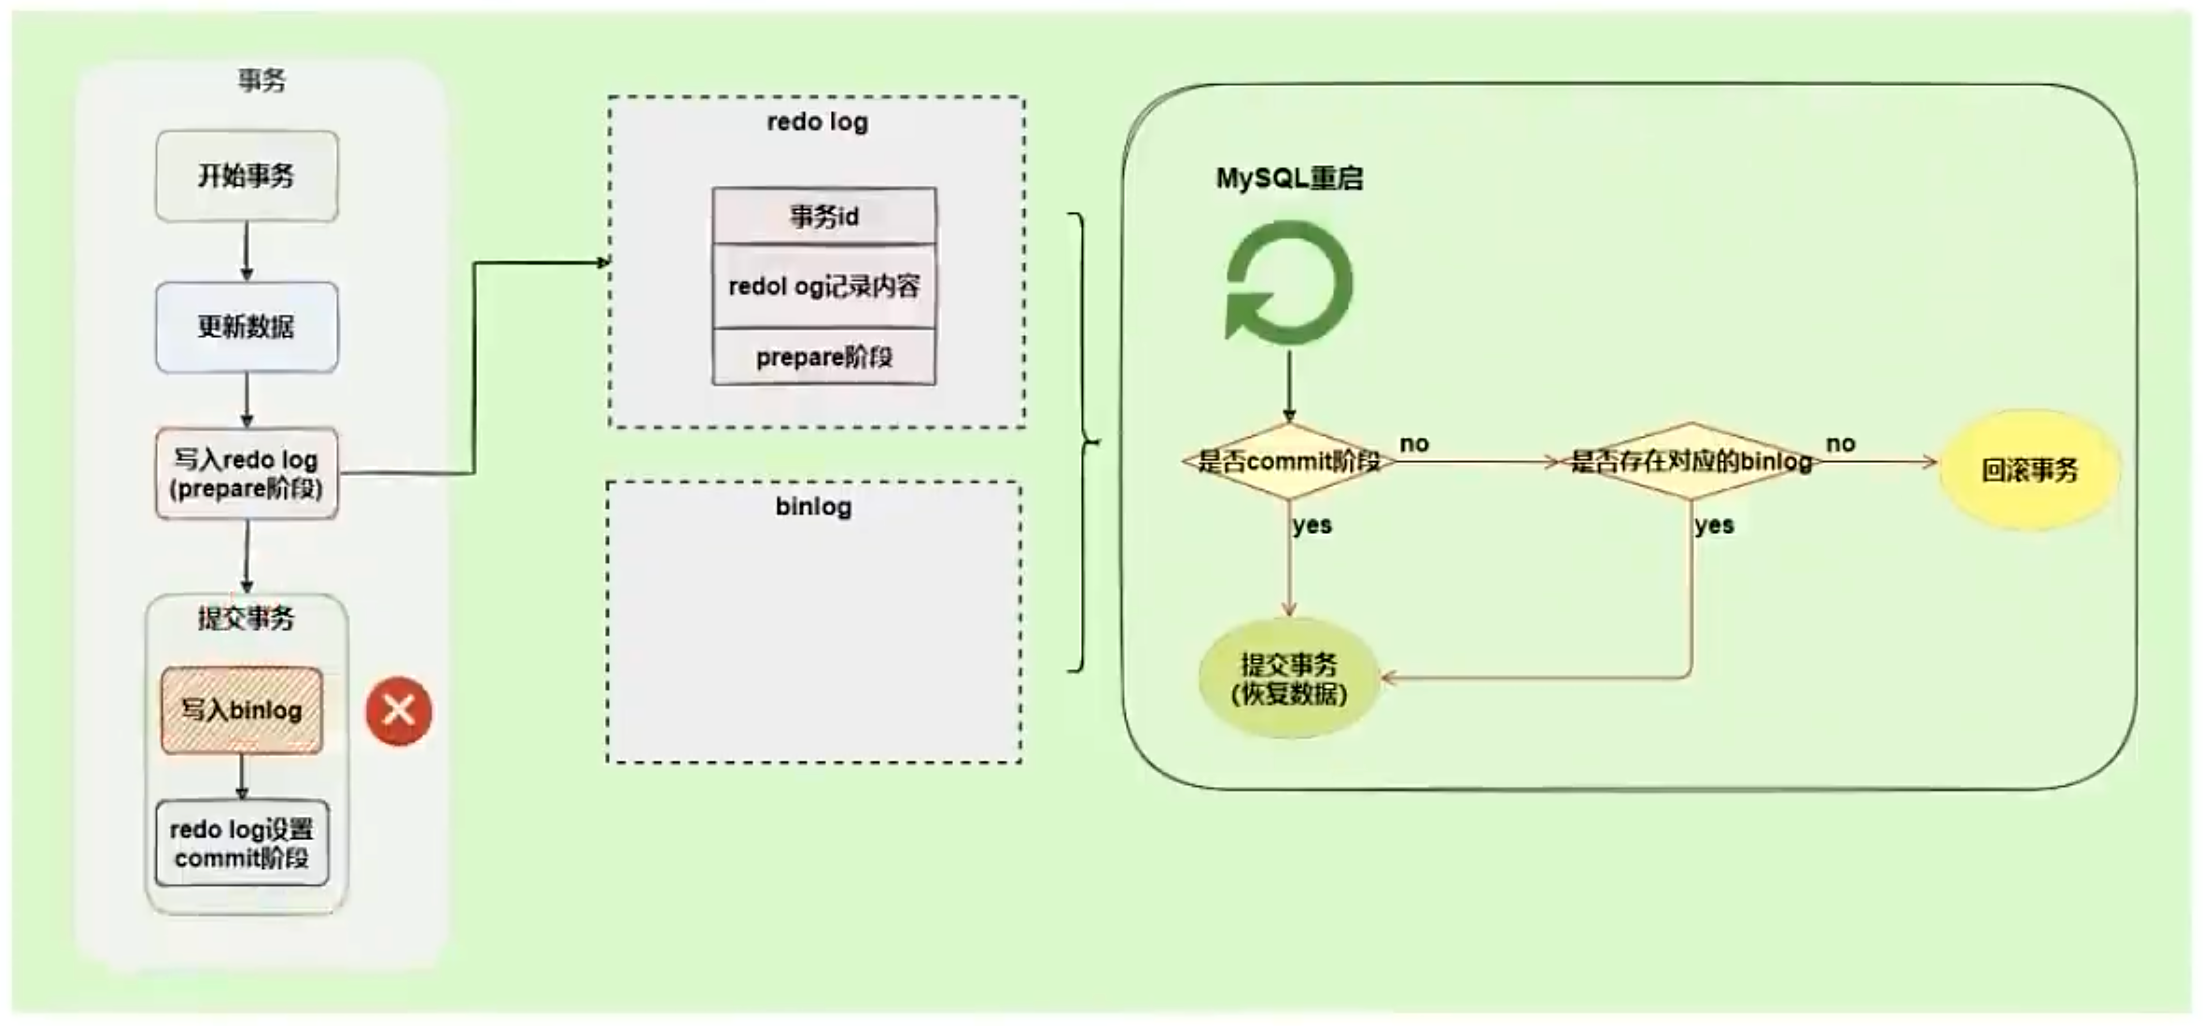 事务
开始事务
更新数据
写入redo log
(prepare阶段)
提交事务
写入binlog
redo log设置
commit阶段
redo log
事务id
redol og记录内容
prepare阶段
binlog
MySQL重启
是否commit阶段
no
是否存在对应的binlog
no
回滚事务
yes
yes
提交事务
(恢复数据)